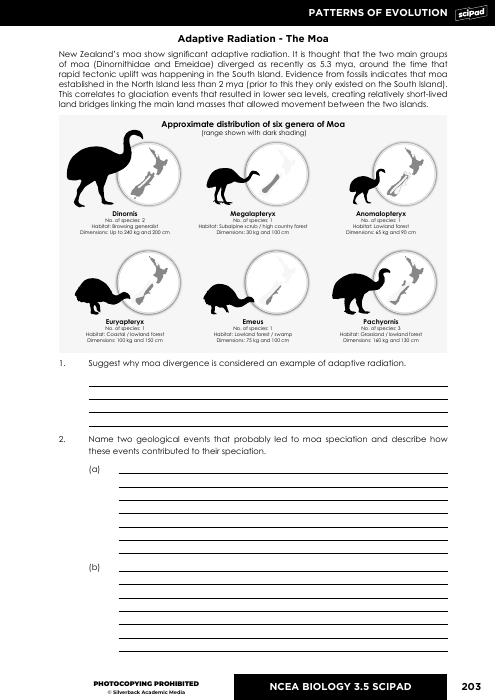 PATTERNS OF EVOLUTION
scipad
Adaptive Radiation - The Moa
New Zealand's moa show significant adaptive radiation. It is thought that the two main groups
of moa (Dinornithidae and Emeidae) diverged as recently as 5.3 mya, around the time that
rapid tectonic uplift was happening in the South Island. Evidence from fossils indicates that moa
established in the North Island less than 2 mya (prior to this they only existed on the South Island).
This correlates to glaciation events that resulted in lower sea levels, creating relatively short-lived
land bridges linking the main land masses that allowed movement between the two islands.
Approximate distribution of six genera of Moa
(range shown with dark shading)
Dinornis
No. of species: 2
Habitat: Browsing generalist
Dimensions: Up to 240 kg and 200 cm
Megalapteryx
No. of species: 1
Habitat: Subalpine scrub / high country forest
Dimensions: 30 kg and 100 cm
Anomalopteryx
No. of species: 1
Habitat: Lowland forest
Dimensions: 65 kg and 90 cm
Euryapteryx
No. of species: 1
Habitat: Coastal / lowland forest
Dimensions: 100 kg and 150 cm
Emeus
No. of species: 1
Habitat: Lowland forest / swamp
Dimensions: 75 kg and 100 cm
Pachyornis
No. of species: 3
Habitat: Grassland / lowland forest
Dimensions: 160 kg and 130 cm
1. Suggest why moa divergence is considered an example of adaptive radiation.
2. Name two geological events that probably led to moa speciation and describe how
these events contributed to their speciation.
(a)
(b)
PHOTOCOPYING PROHIBITED
© Silverback Academic Media
NCEA BIOLOGY 3.5 SCIPAD
203